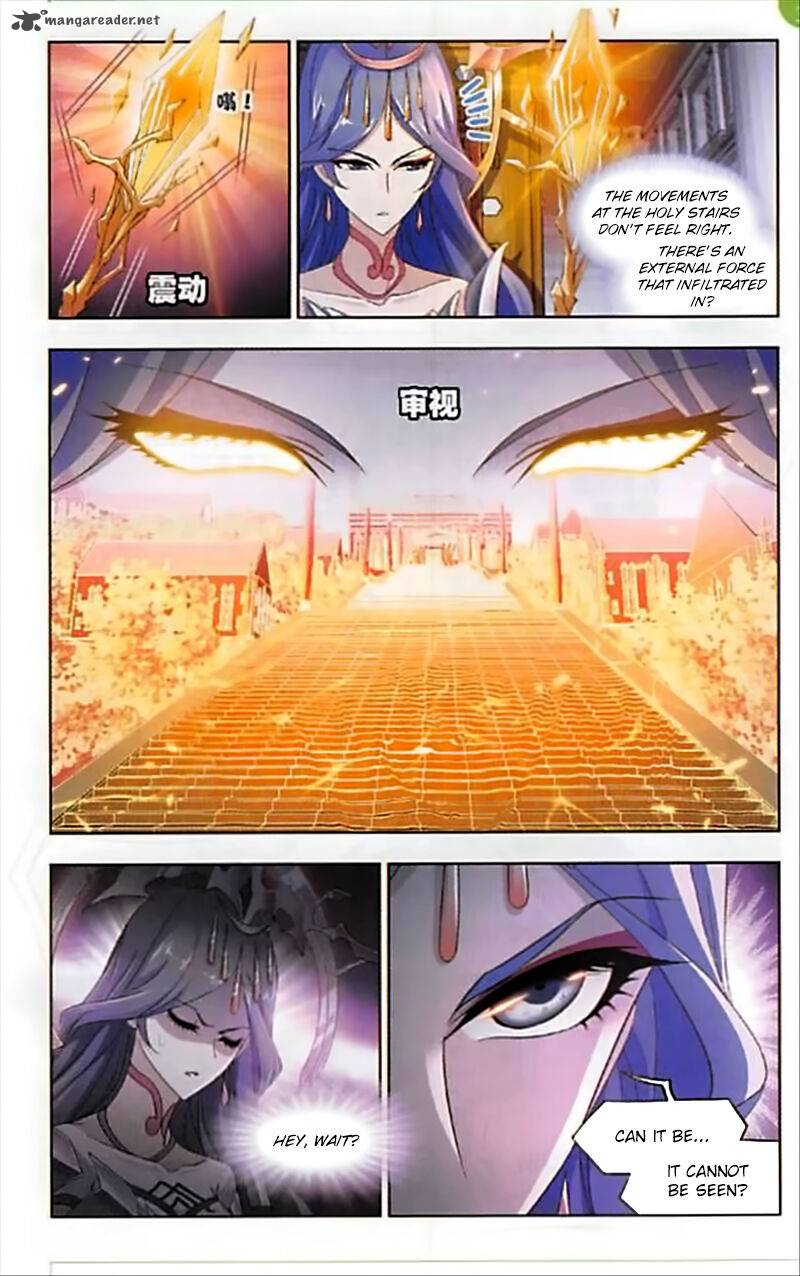 mangareader.net
嗡！
震动
THE MOVEMENTS
AT THE HOLY STAIRS
DON'T FEEL RIGHT.
THERE'S AN
EXTERNAL FORCE
THAT INFILTRATED
IN?
审视
HEY, WAIT?
CAN IT BE...
IT CANNOT
BE SEEN?